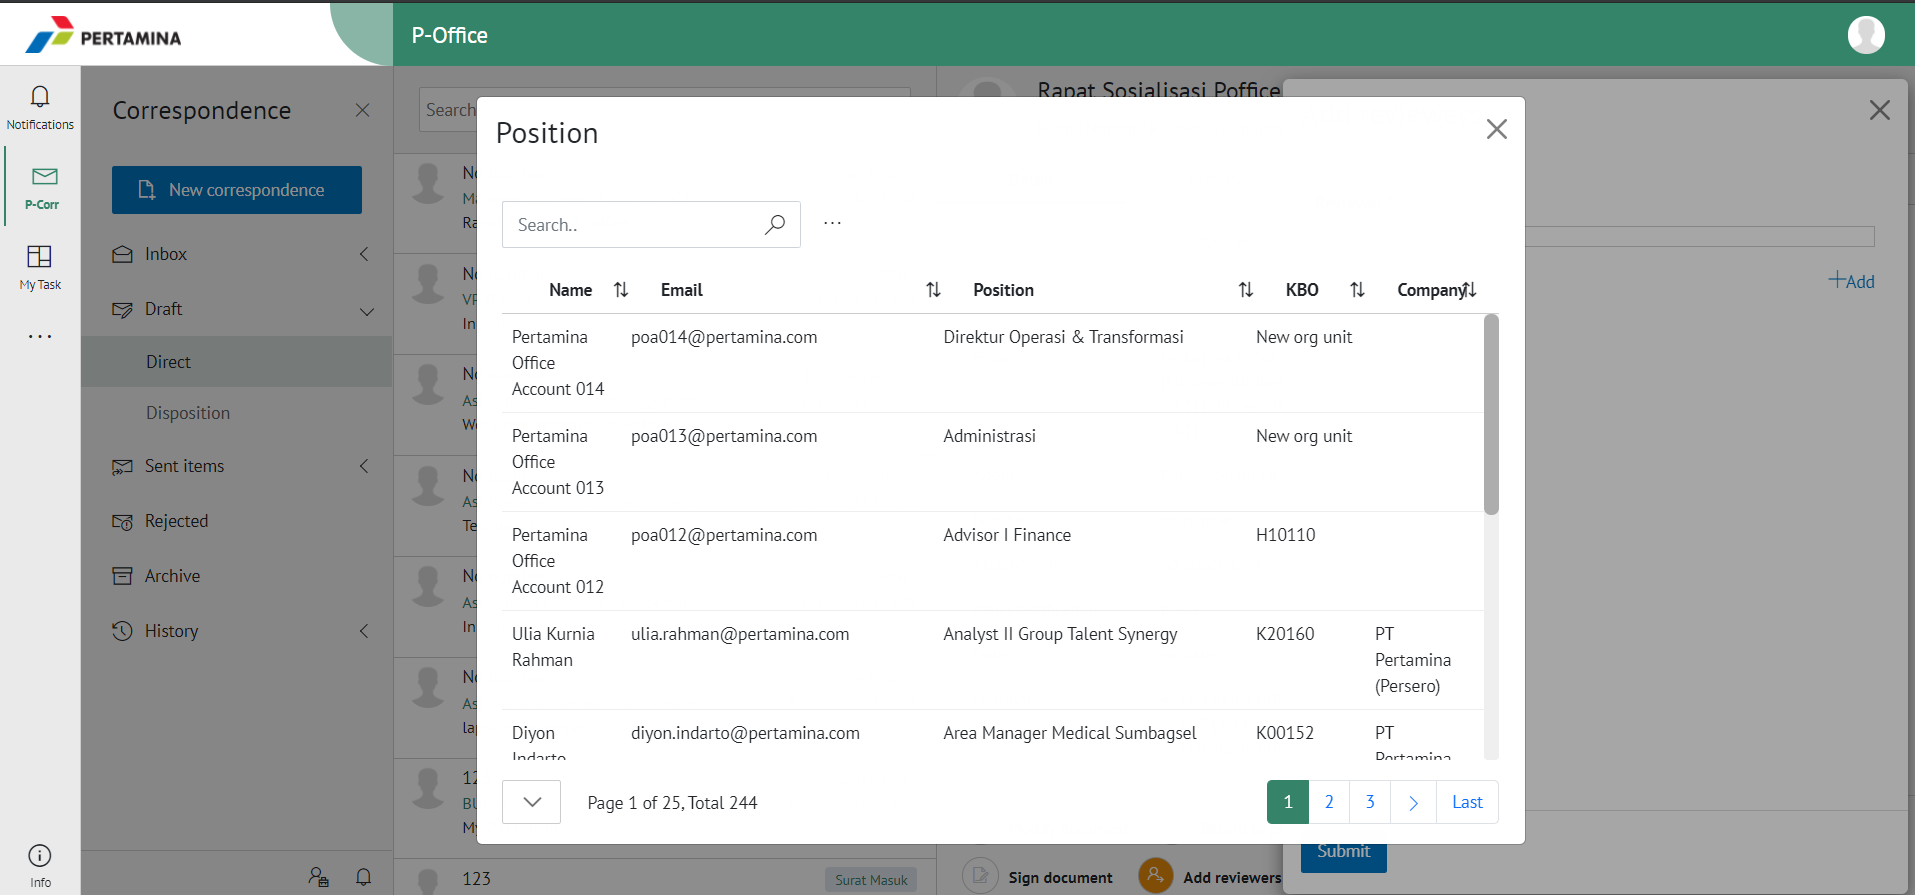 PERTAMINA
P-Office
Notifications
P-Corr
My Task
Info
Correspondence
New correspondence
Inbox
Draft
Direct
Disposition
Sent items
Rejected
Archive
History
Search
Rapat Sosialisasi Poffice
123
Surat Masuk
Sign document
Add reviewers
Add
Submit
Position
Search..
Name Email Position KBO Company
Pertamina Office Account 014 poa014@pertamina.com Direktur Operasi & Transformasi New org unit
Pertamina Office Account 013 poa013@pertamina.com Administrasi New org unit
Pertamina Office Account 012 poa012@pertamina.com Advisor I Finance H10110
Ulia Kurnia Rahman ulia.rahman@pertamina.com Analyst II Group Talent Synergy K20160 PT Pertamina (Persero)
Diyon Indarto diyon.indarto@pertamina.com Area Manager Medical Sumbagsel K00152 PT Pertamina
Page 1 of 25, Total 244
1 2 3 Last